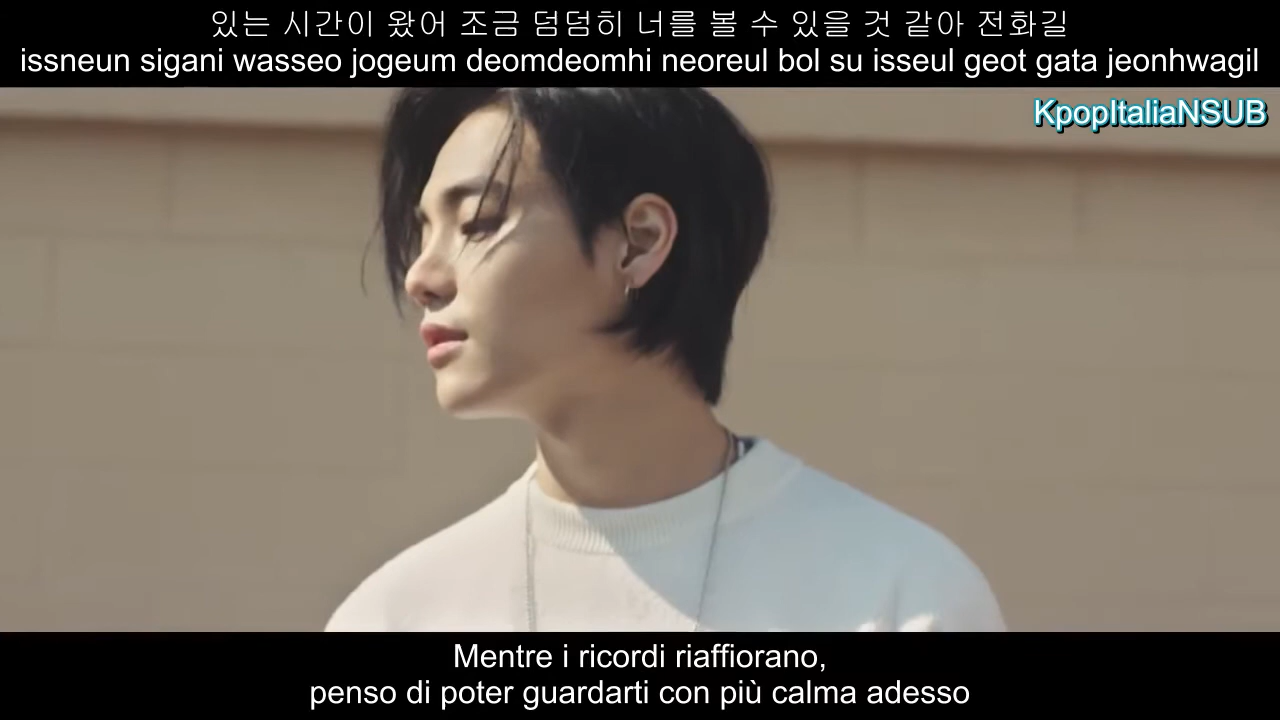 있는 시간이 왔어 조금 덤덤히 너를 볼 수 있을 것 같아 전화길
issneun sigani wasseo jogeum deomdeomhi neoreul bol su isseul geot gata jeonhwagil
KpopItaliaNSUB
Mentre i ricordi riaffiorano,
penso di poter guardarti con più calma adesso